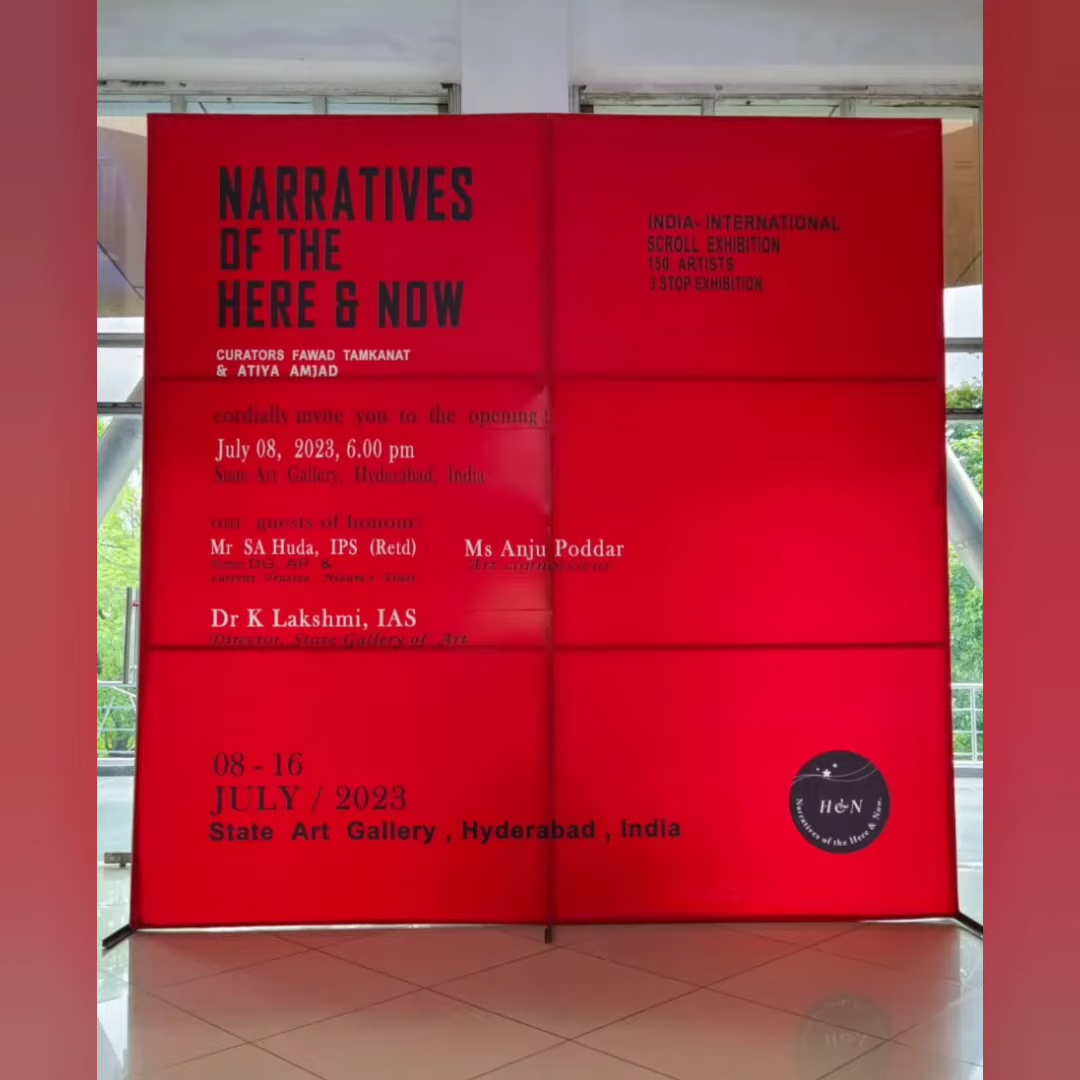 NARRATIVES
OF THE
HERE & NOW
CURATORS FAWAD TAMKANAT
& ATIYA AMJAD
INDIA- INTERNATIONAL
SCROLL EXHIBITION
150 ARTISTS
3 STOP EXHIBITION
cordially invite you to the opening
July 08, 2023, 6.00 pm
State Art Gallery, Hyderabad, India
our guests of honour:
Mr SA Huda, IPS (Retd)
DG AP &
current Trustee, Nizam's Trust
Ms Anju Poddar
Art connoisseur
Dr K Lakshmi, IAS
Director, State Gallery of Art
08 - 16
JULY / 2023
State Art Gallery , Hyderabad , India
H&N
Narratives of the Here & Now.